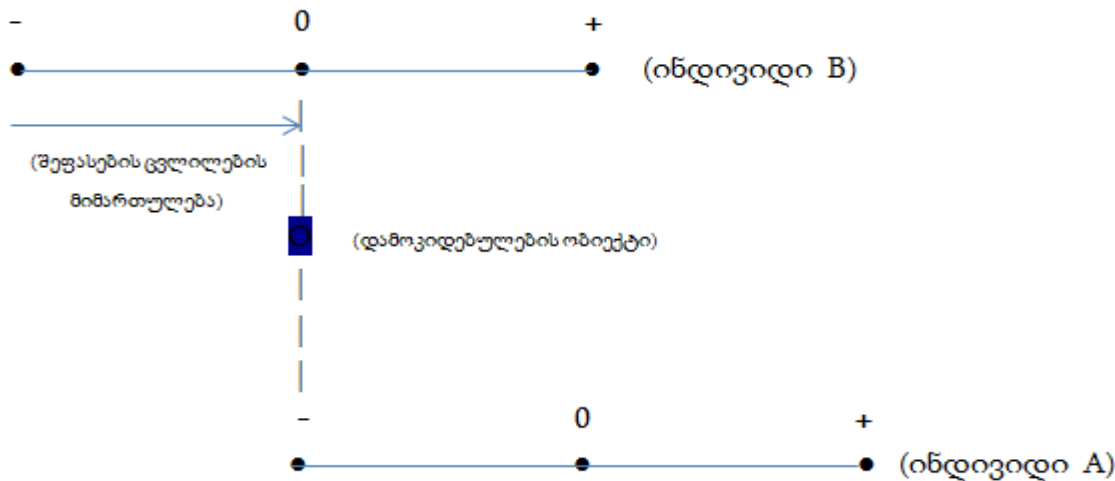 - 0 +
(ინდივიდი B)
(შეფასების ცვლილების
მიმართულება)
O (დამოკიდებულების ობიექტი)
- 0 +
(ინდივიდი A)